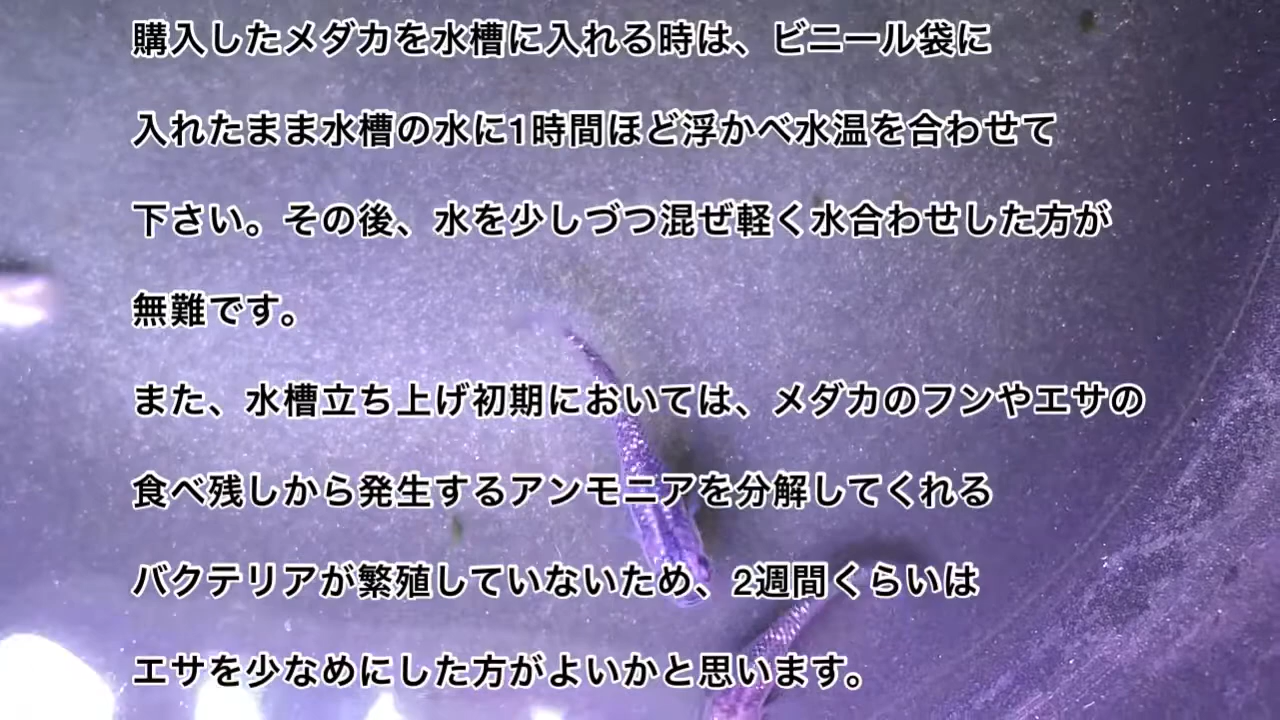 購入したメダカを水槽に入れる時は、ビニール袋に
入れたまま水槽の水に1時間ほど浮かべ水温を合わせて
下さい。その後、水を少しづつ混ぜ軽く水合わせした方が
無難です。
また、水槽立ち上げ初期においては、メダカのフンやエサの
食べ残しから発生するアンモニアを分解してくれる
バクテリアが繁殖していないため、2週間くらいは
エサを少なめにした方がよいかと思います。